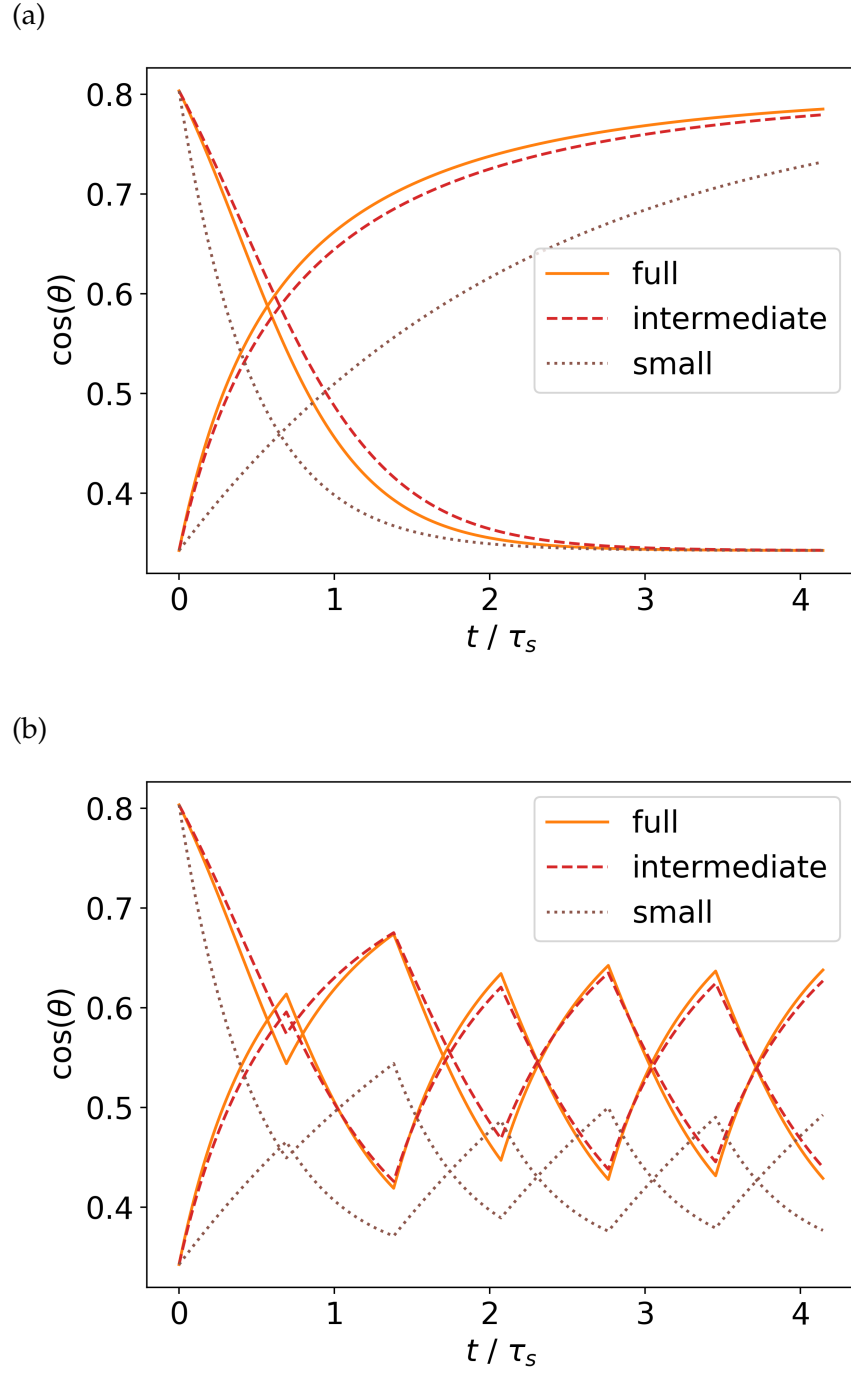 (a)
0.8
0.7
0.6
0.5
0.4
cos(θ)
full
intermediate
small
0 1 2 3 4
t / τs
(b)
0.8
0.7
0.6
0.5
0.4
cos(θ)
full
intermediate
small
0 1 2 3 4
t / τs